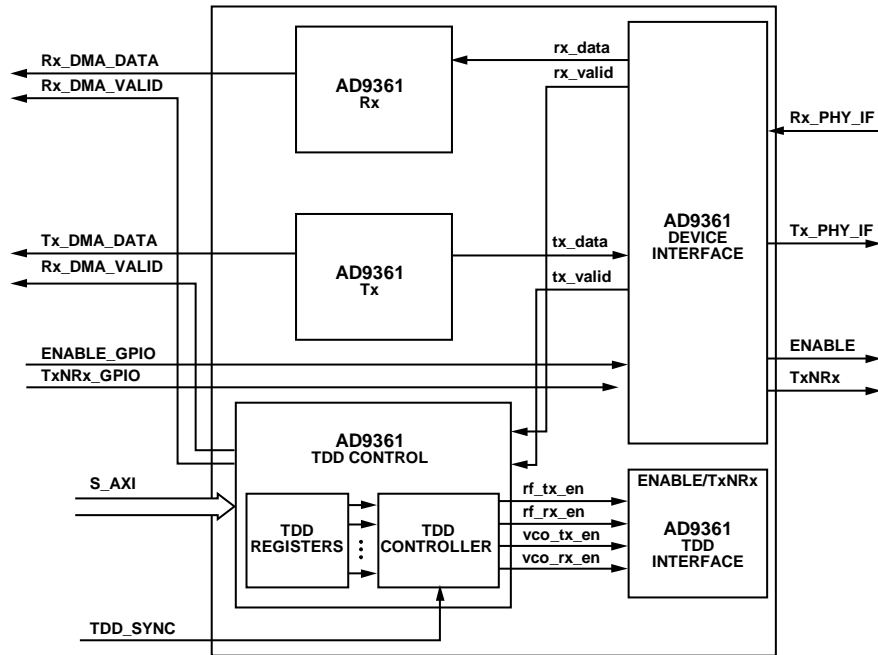 Rx_DMA_DATA
Rx_DMA_VALID
AD9361
Rx
rx_data
rx_valid
Rx_PHY_IF
Tx_DMA_DATA
Rx_DMA_VALID
AD9361
Tx
tx_data
tx_valid
AD9361
DEVICE
INTERFACE
Tx_PHY_IF
ENABLE_GPIO
TxNRx_GPIO
ENABLE
TxNRx
AD9361
TDD CONTROL
S_AXI
TDD
REGISTERS
TDD
CONTROLLER
rf_tx_en
rf_rx_en
vco_tx_en
vco_rx_en
ENABLE/TxNRx
AD9361
TDD
INTERFACE
TDD_SYNC